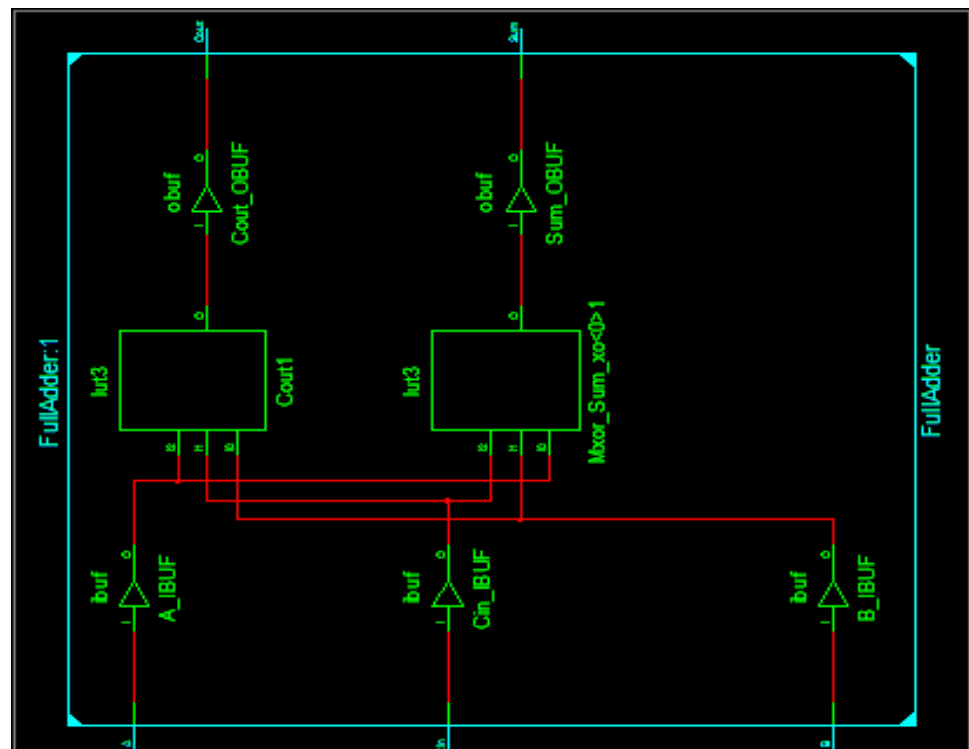 Cout
Sum
obuf
O
I
Cout_OBUF
obuf
O
I
Sum_OBUF
FullAdder:1
lut3
O
Cout1
I2
I1
I0
lut3
O
Mxor_Sum_xo<0>1
I2
I1
I0
FullAdder
ibuf
O
I
A_IBUF
ibuf
O
I
Cin_IBUF
ibuf
O
I
B_IBUF
A
B